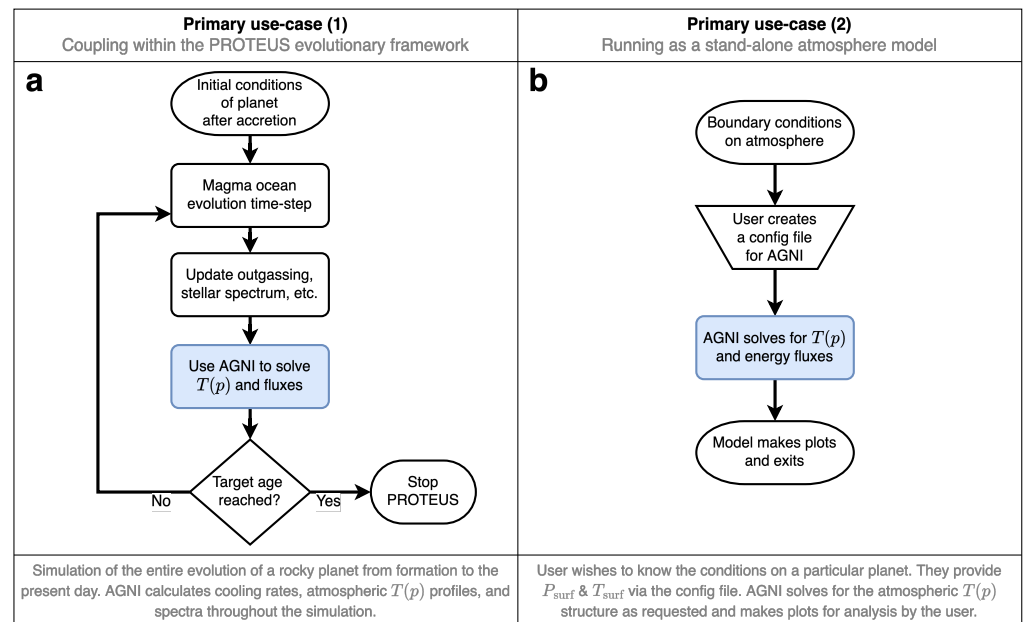 Primary use-case (1)
Coupling within the PROTEUS evolutionary framework
a
Initial conditions
of planet
after accretion
Magma ocean
evolution time-step
Update outgassing,
stellar spectrum, etc.
Use AGNI to solve
T(p) and fluxes
Target age
reached?
No
Yes
Stop
PROTEUS
Simulation of the entire evolution of a rocky planet from formation to the
present day. AGNI calculates cooling rates, atmospheric T(p) profiles, and
spectra throughout the simulation.
Primary use-case (2)
Running as a stand-alone atmosphere model
b
Boundary conditions
on atmosphere
User creates
a config file
for AGNI
AGNI solves for T(p)
and energy fluxes
Model makes plots
and exits
User wishes to know the conditions on a particular planet. They provide
P_surf & T_surf via the config file. AGNI solves for the atmospheric T(p)
structure as requested and makes plots for analysis by the user.